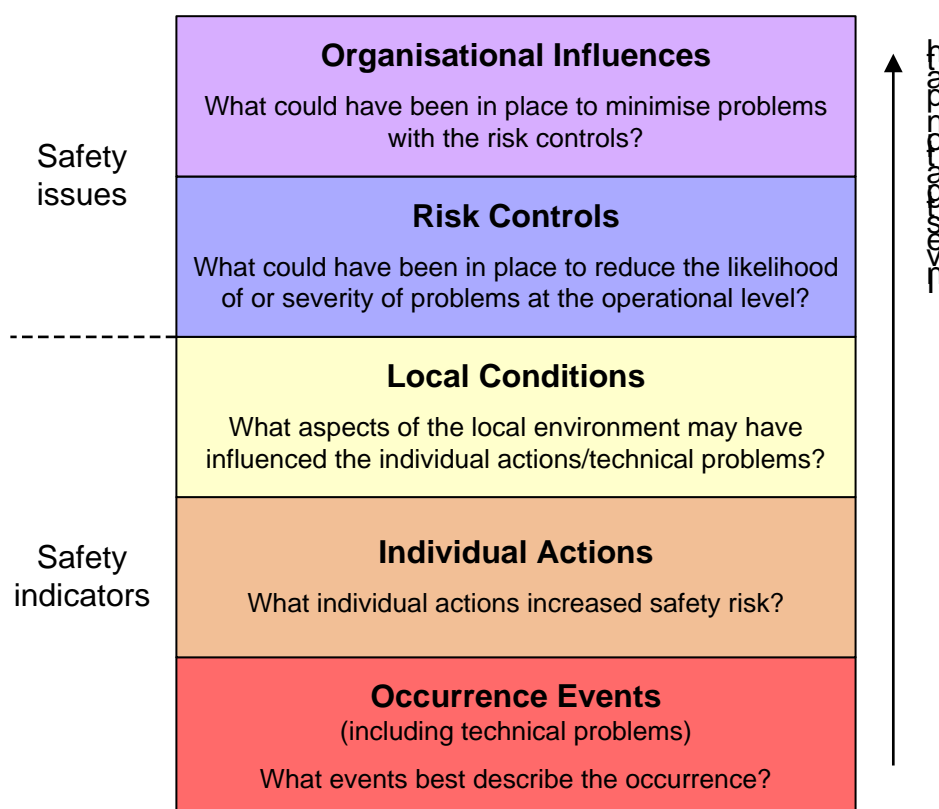 Organisational Influences
What could have been in place to minimise problems
with the risk controls?
Safety
issues
Risk Controls
What could have been in place to reduce the likelihood
of or severity of problems at the operational level?
Local Conditions
What aspects of the local environment may have
influenced the individual actions/technical problems?
Safety
indicators
Individual Actions
What individual actions increased safety risk?
Occurrence Events
(including technical problems)
What events best describe the occurrence?